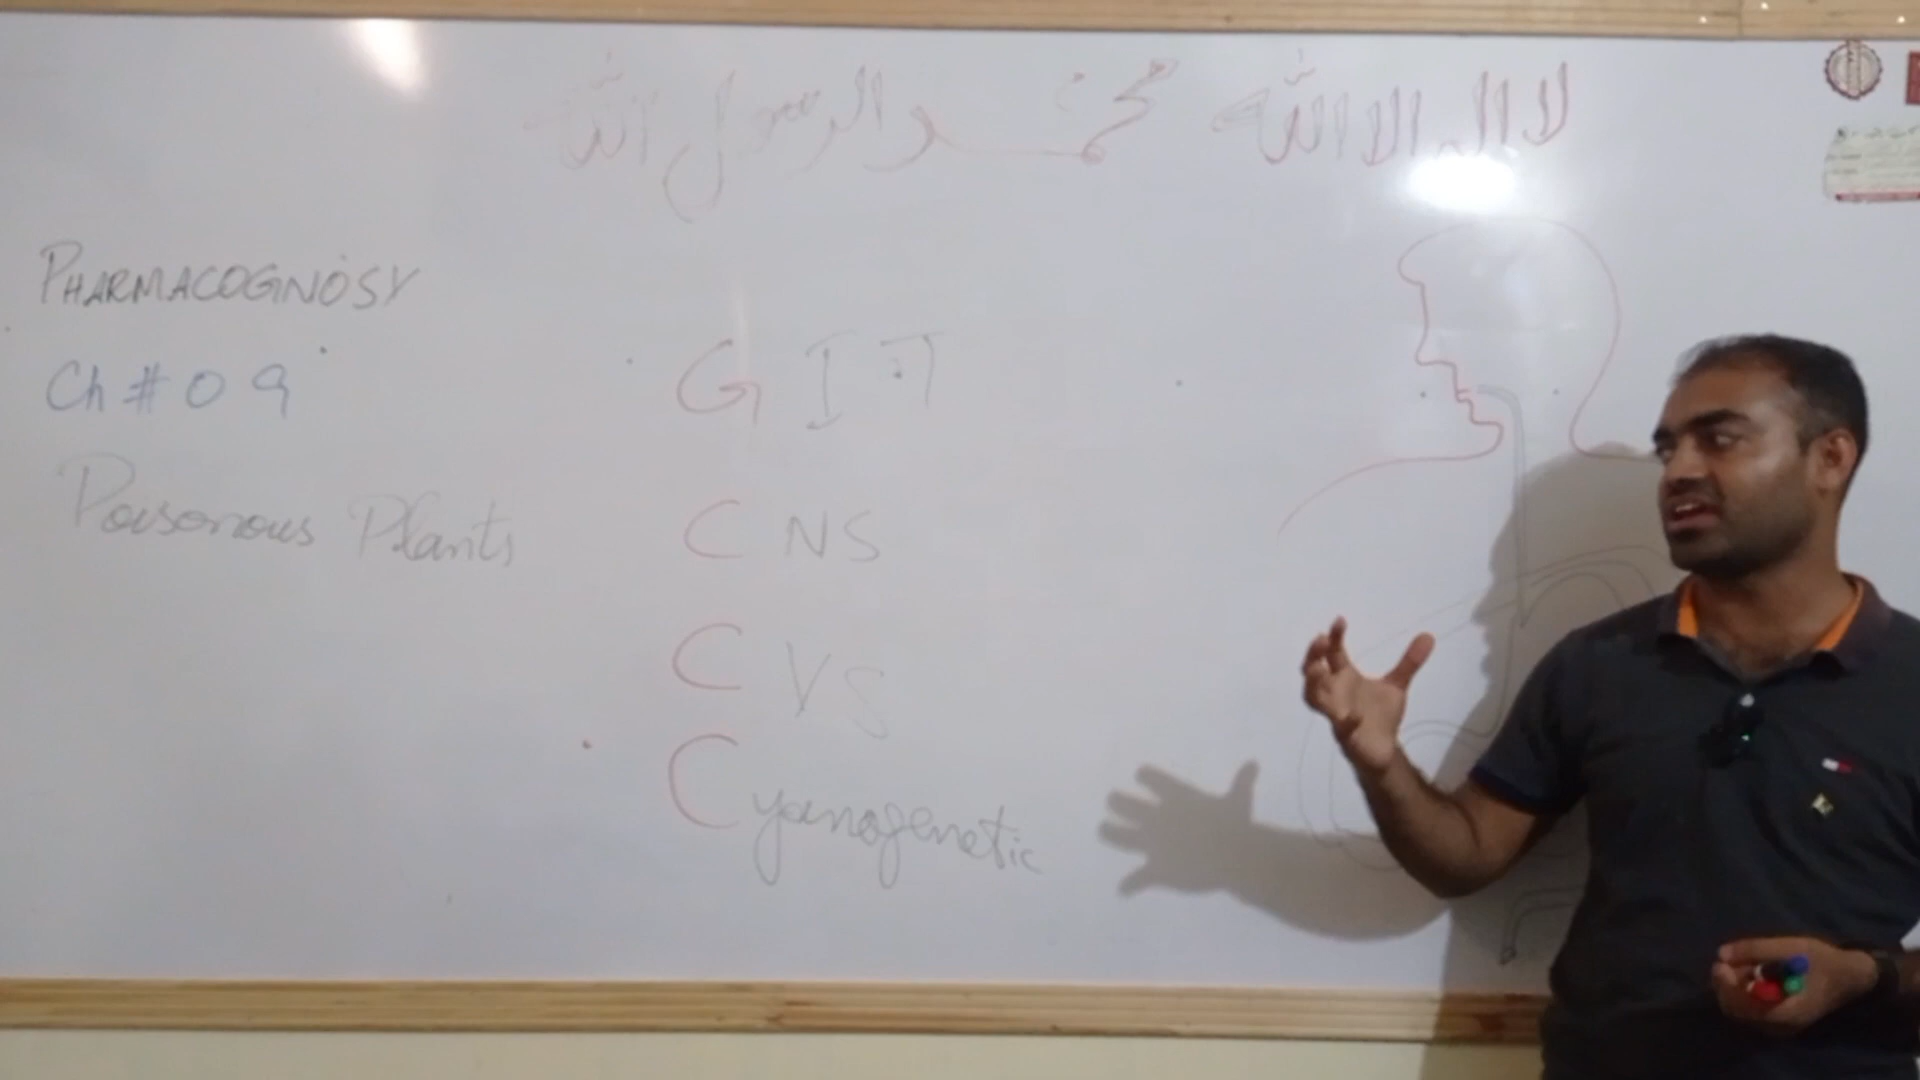 لا اله الا الله محمد الرسول الله
PHARMACOGNOSY
Ch # 09
Poisonous Plants
GIT
CNS
CVS
Cyanogenetic